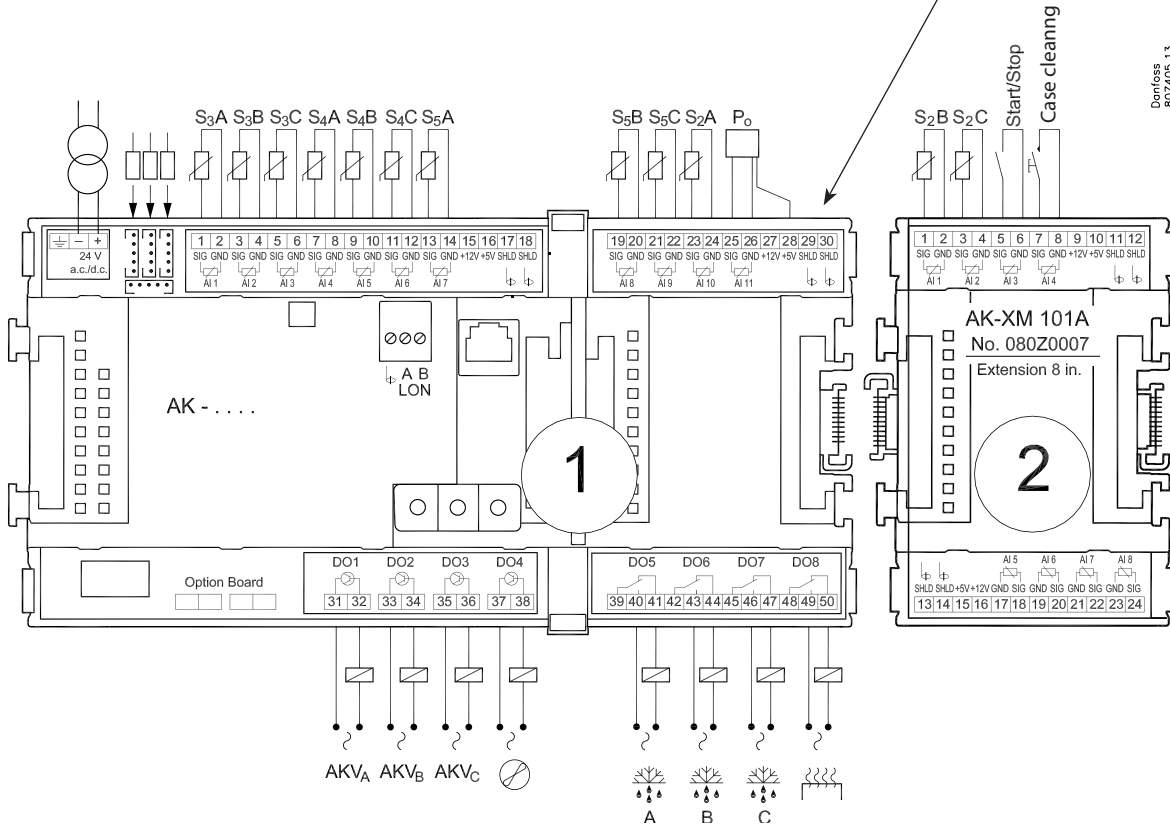 Danfoss
80Z405_13
Start/Stop
Case cleanng
S3A S3B S3C S4A S4B S4C S5A
S5B S5C S2A P0
S2B S2C
– +
24 V
a.c./d.c.
1 2 3 4 5 6 7 8 9 10 11 12 13 14 15 16 17 18
SIG GND SIG GND SIG GND SIG GND SIG GND SIG GND SIG GND +12V +5V SHLD SHLD
AI 1 AI 2 AI 3 AI 4 AI 5 AI 6 AI 7
19 20 21 22 23 24 25 26 27 28 29 30
SIG GND SIG GND SIG GND SIG GND +12V +5V SHLD SHLD
AI 8 AI 9 AI 10 AI 11
1 2 3 4 5 6 7 8 9 10 11 12
SIG GND SIG GND SIG GND SIG GND +12V +5V SHLD SHLD
AI 1 AI 2 AI 3 AI 4
A B
LON
AK - . . . .
1
AK-XM 101A
No. 080Z0007
Extension 8 in.
2
Option Board
DO1 DO2 DO3 DO4
31 32 33 34 35 36 37 38
DO5 DO6 DO7 DO8
39 40 41 42 43 44 45 46 47 48 49 50
AI 5 AI 6 AI 7 AI 8
SHLD SHLD +5V +12V GND SIG GND SIG GND SIG GND SIG
13 14 15 16 17 18 19 20 21 22 23 24
AKVA AKVB AKVC
A B C